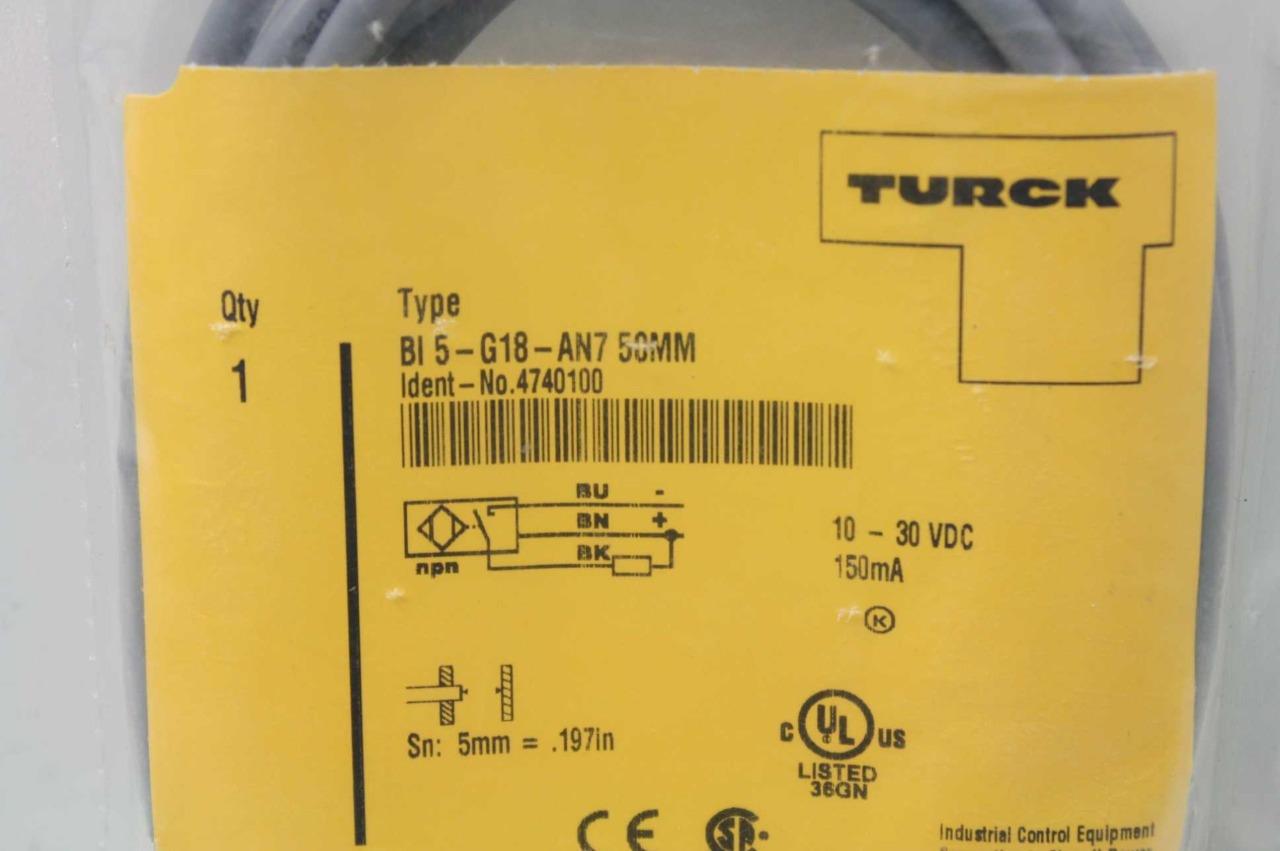 TURCK
Qty
1
Type
BI 5-G18-AN7 50MM
Ident-No.4740100
BU -
BN +
BK
npn
10 - 30 VDC
150mA
K
Sn: 5mm = .197in
C UL US
LISTED
36GN
CE SA
Industrial Control Equipment